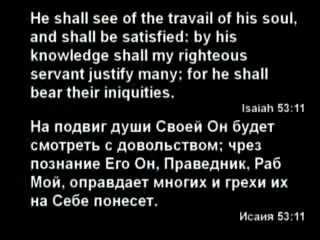 He shall see of the travail of his soul,
and shall be satisfied: by his
knowledge shall my righteous
servant justify many; for he shall
bear their iniquities.
Isaiah 53:11
На подвиг души Своей Он будет
смотреть с довольством; чрез
познание Его Он, Праведник, Раб
Мой, оправдает многих и грехи их
на Себе понесет.
Исаия 53:11